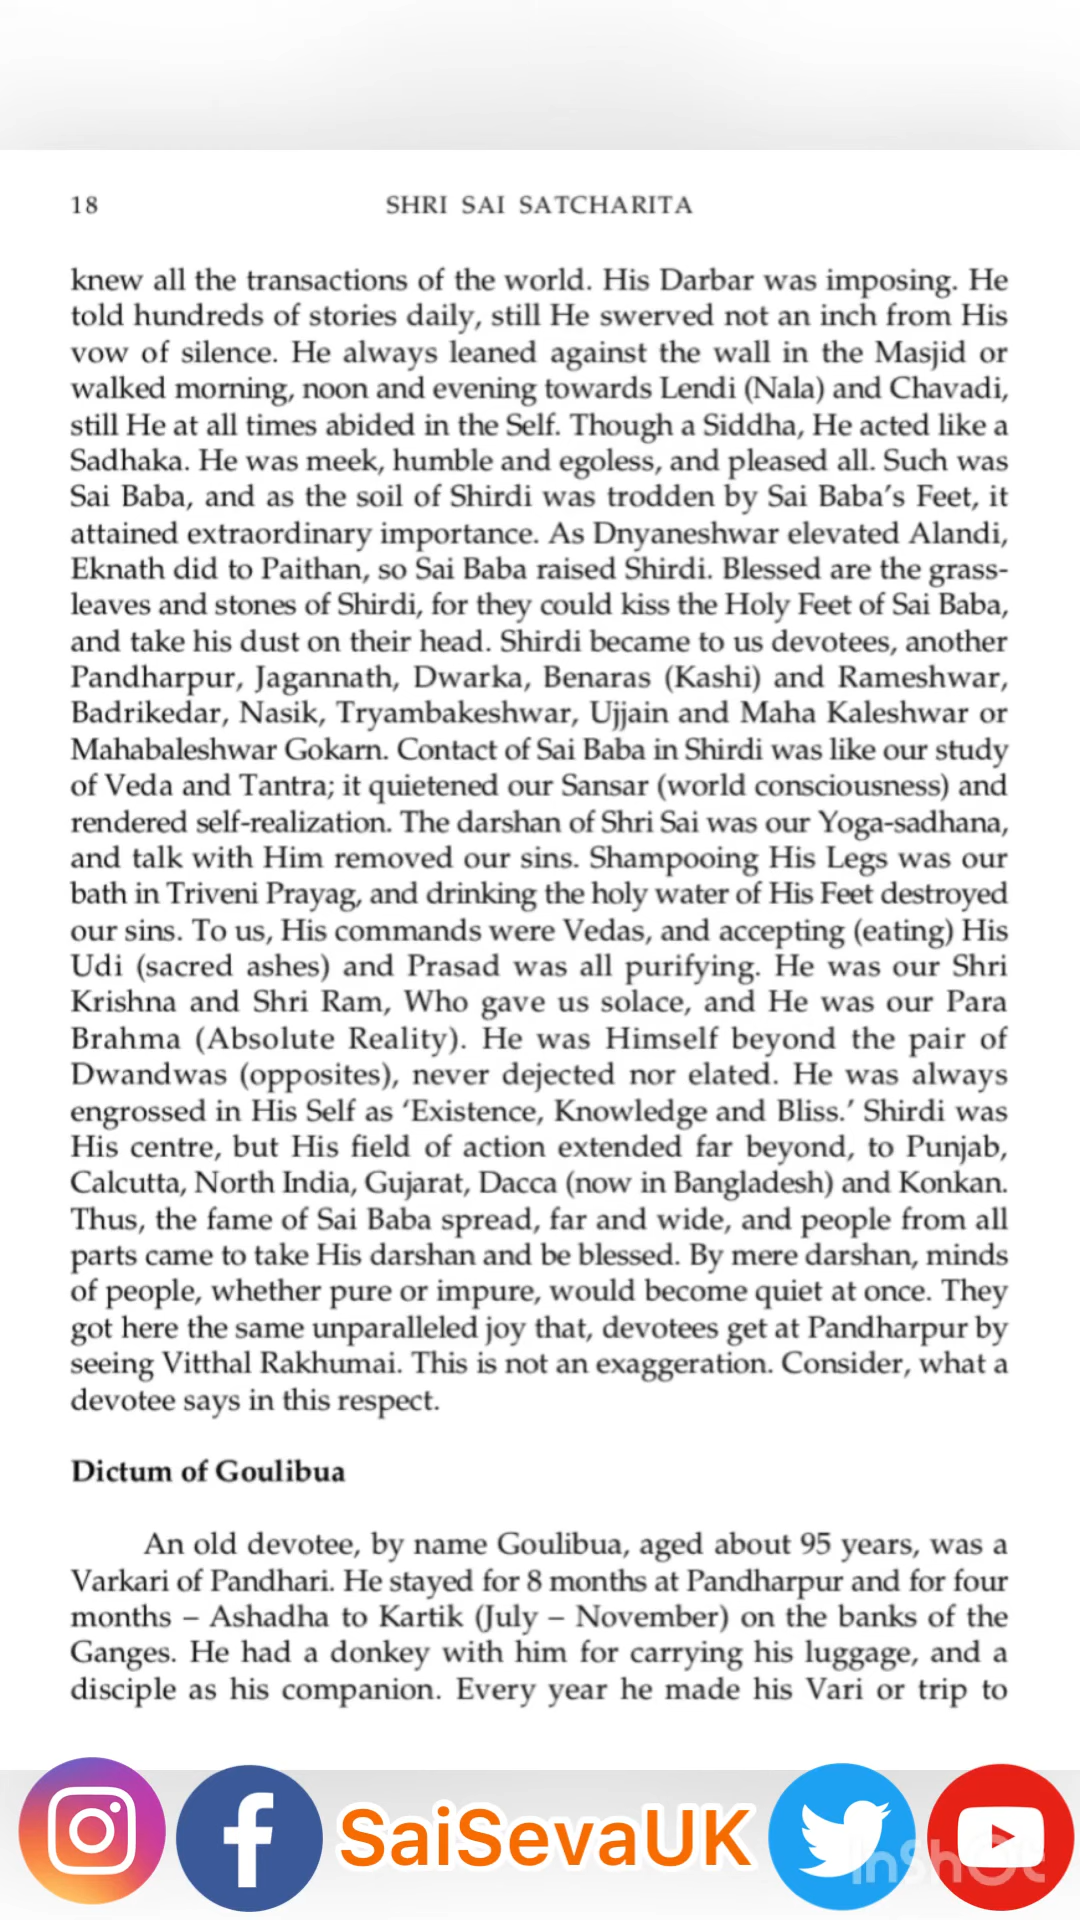 18 SHRI SAI SATCHARITA
knew all the transactions of the world. His Darbar was imposing. He
told hundreds of stories daily, still He swerved not an inch from His
vow of silence. He always leaned against the wall in the Masjid or
walked morning, noon and evening towards Lendi (Nala) and Chavadi,
still He at all times abided in the Self. Though a Siddha, He acted like a
Sadhaka. He was meek, humble and egoless, and pleased all. Such was
Sai Baba, and as the soil of Shirdi was trodden by Sai Baba’s Feet, it
attained extraordinary importance. As Dnyaneshwar elevated Alandi,
Eknath did to Paithan, so Sai Baba raised Shirdi. Blessed are the grass-
leaves and stones of Shirdi, for they could kiss the Holy Feet of Sai Baba,
and take his dust on their head. Shirdi became to us devotees, another
Pandharpur, Jagannath, Dwarka, Benaras (Kashi) and Rameshwar,
Badrikedar, Nasik, Tryambakeshwar, Ujjain and Maha Kaleshwar or
Mahabaleshwar Gokarn. Contact of Sai Baba in Shirdi was like our study
of Veda and Tantra; it quietened our Sansar (world consciousness) and
rendered self-realization. The darshan of Shri Sai was our Yoga-sadhana,
and talk with Him removed our sins. Shampooing His Legs was our
bath in Triveni Prayag, and drinking the holy water of His Feet destroyed
our sins. To us, His commands were Vedas, and accepting (eating) His
Udi (sacred ashes) and Prasad was all purifying. He was our Shri
Krishna and Shri Ram, Who gave us solace, and He was our Para
Brahma (Absolute Reality). He was Himself beyond the pair of
Dwandwas (opposites), never dejected nor elated. He was always
engrossed in His Self as ‘Existence, Knowledge and Bliss.’ Shirdi was
His centre, but His field of action extended far beyond, to Punjab,
Calcutta, North India, Gujarat, Dacca (now in Bangladesh) and Konkan.
Thus, the fame of Sai Baba spread, far and wide, and people from all
parts came to take His darshan and be blessed. By mere darshan, minds
of people, whether pure or impure, would become quiet at once. They
got here the same unparalleled joy that, devotees get at Pandharpur by
seeing Vitthal Rakhumai. This is not an exaggeration. Consider, what a
devotee says in this respect.
Dictum of Goulibua
An old devotee, by name Goulibua, aged about 95 years, was a
Varkari of Pandhari. He stayed for 8 months at Pandharpur and for four
months – Ashadha to Kartik (July – November) on the banks of the
Ganges. He had a donkey with him for carrying his luggage, and a
disciple as his companion. Every year he made his Vari or trip to
SaiSevaUK
InShOt